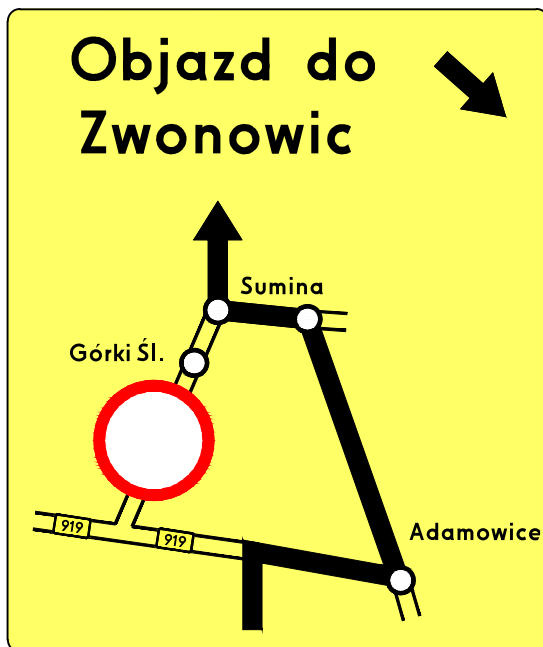 Objazd do
Zwonowic
Sumina
Górki Śl.
919
919
Adamowice